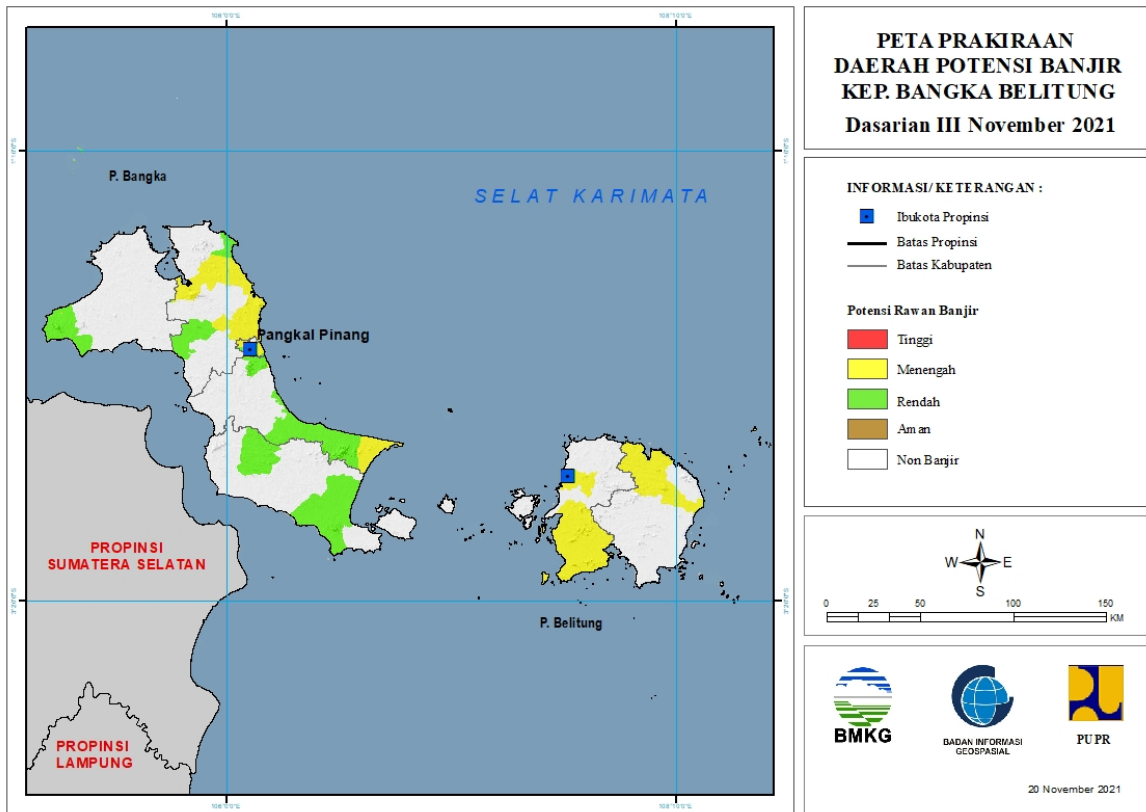 PETA PRAKIRAAN
DAERAH POTENSI BANJIR
KEP. BANGKA BELITUNG
Dasarian III November 2021
P. Bangka
SELAT KARIMATA
Pangkal Pinang
PROPINSI
SUMATERA SELATAN
P. Belitung
PROPINSI
LAMPUNG
INFORMASI/ KETERANGAN :
Ibukota Propinsi
Batas Propinsi
Batas Kabupaten
Potensi Rawan Banjir
Tinggi
Menengah
Rendah
Aman
Non Banjir
N
W E
S
0 25 50 100 150
KM
BMKG
BADAN INFORMASI
GEOSPASIAL
PUPR
20 November 2021